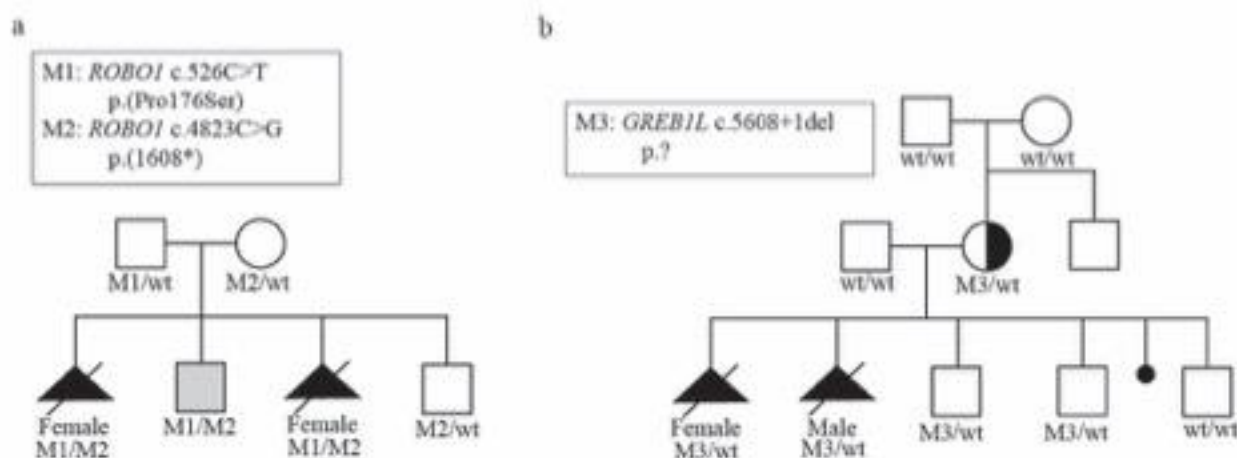 a
M1: ROBO1 c.526C>T
p.(Pro176Ser)
M2: ROBO1 c.4823C>G
p.(1608*)
M1/wt
M2/wt
Female
M1/M2
M1/M2
Female
M1/M2
M2/wt
b
M3: GREB1L c.5608+1del
p.?
wt/wt
wt/wt
wt/wt
M3/wt
Female
M3/wt
Male
M3/wt
M3/wt
M3/wt
wt/wt